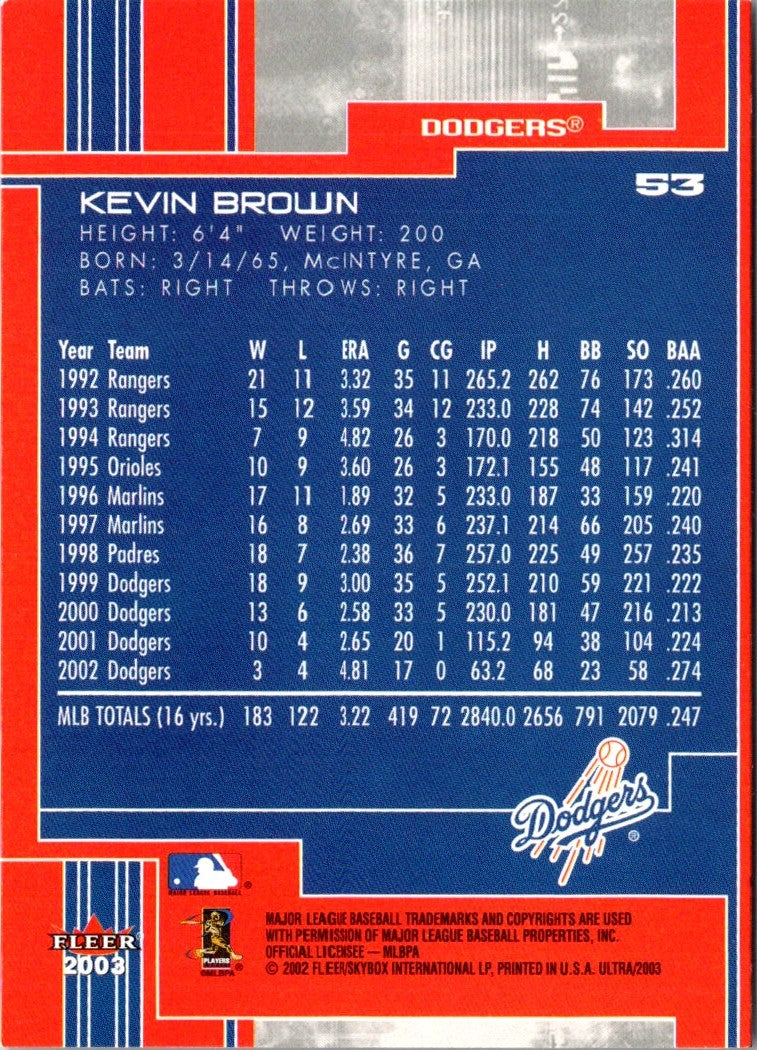 DODGERS®
53
KEVIN BROWN
HEIGHT: 6'4" WEIGHT: 200
BORN: 3/14/65, McINTYRE, GA
BATS: RIGHT THROWS: RIGHT
Year Team W L ERA G CG IP H BB SO BAA
1992 Rangers 21 11 3.32 35 11 265.2 262 76 173 .260
1993 Rangers 15 12 3.59 34 12 233.0 228 74 142 .252
1994 Rangers 7 9 4.82 26 3 170.0 218 50 123 .314
1995 Orioles 10 9 3.60 26 3 172.1 155 48 117 .241
1996 Marlins 17 11 1.89 32 5 233.0 187 33 159 .220
1997 Marlins 16 8 2.69 33 6 237.1 214 66 205 .240
1998 Padres 18 7 2.38 36 7 257.0 225 49 257 .235
1999 Dodgers 18 9 3.00 35 5 252.1 210 59 221 .222
2000 Dodgers 13 6 2.58 33 5 230.0 181 47 216 .213
2001 Dodgers 10 4 2.65 20 1 115.2 94 38 104 .224
2002 Dodgers 3 4 4.81 17 0 63.2 68 23 58 .274
MLB TOTALS (16 yrs.) 183 122 3.22 419 72 2840.0 2656 791 2079 .247
Dodgers®
MAJOR LEAGUE BASEBALL®
PLAYERS
©MLBPA
MAJOR LEAGUE BASEBALL TRADEMARKS AND COPYRIGHTS ARE USED
WITH PERMISSION OF MAJOR LEAGUE BASEBALL PROPERTIES, INC.
OFFICIAL LICENSEE — MLBPA
© 2002 FLEER/SKYBOX INTERNATIONAL LP, PRINTED IN U.S.A. ULTRA/2003
FLEER
2003